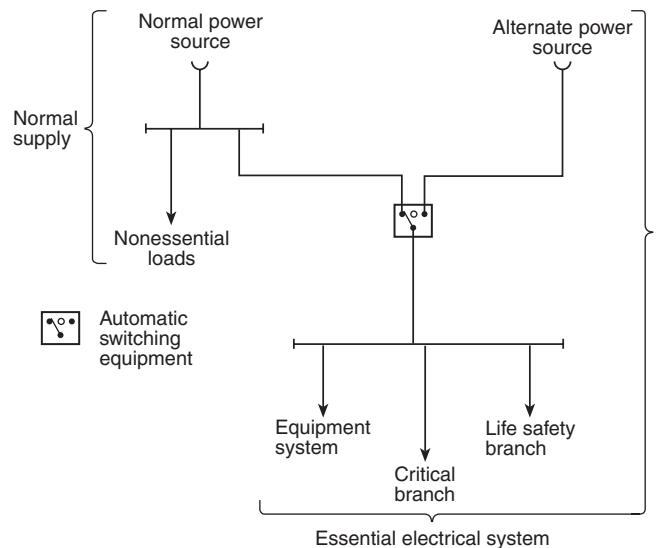 Normal power
source
Alternate power
source
Normal
supply
Nonessential
loads
Automatic
switching
equipment
Equipment
system
Critical
branch
Life safety
branch
Essential electrical system